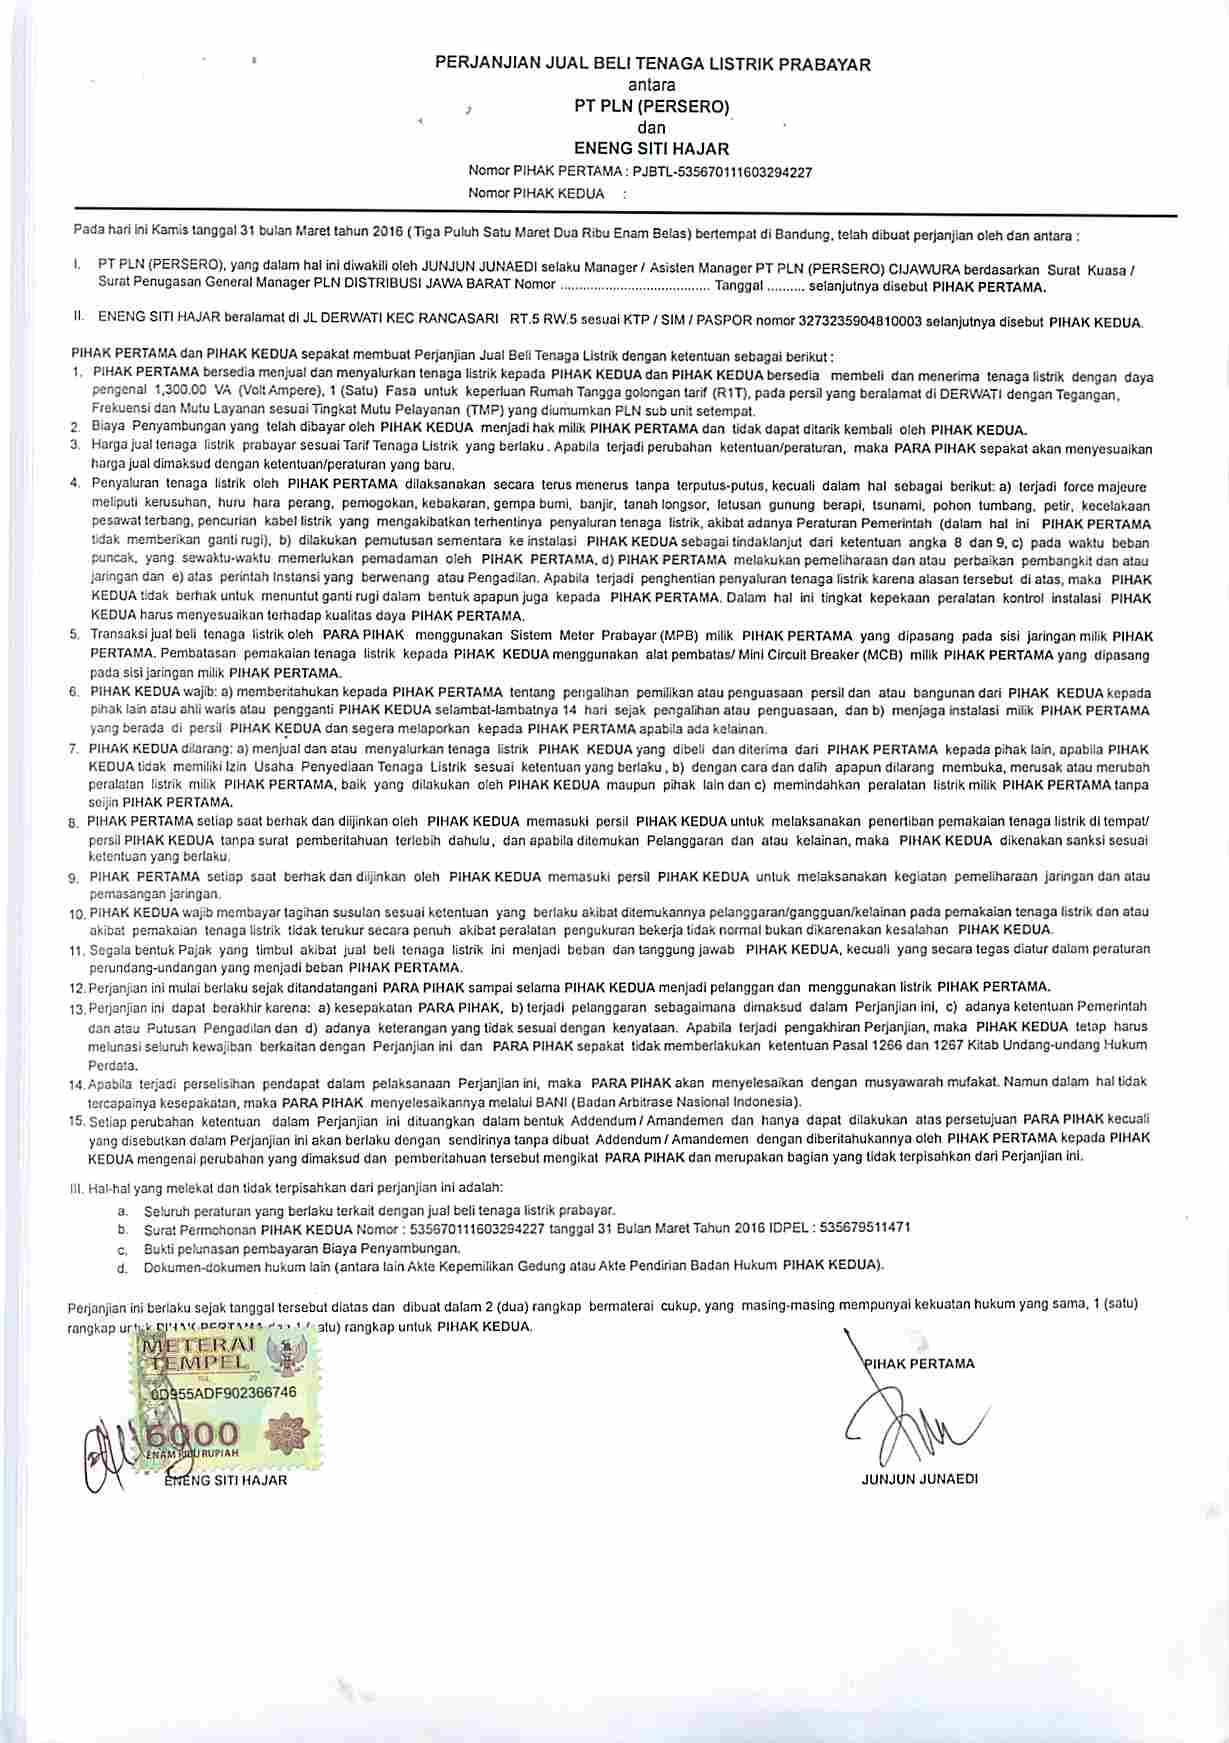 PERJANJIAN JUAL BELI TENAGA LISTRIK PRABAYAR
antara
PT PLN (PERSERO)
dan
ENENG SITI HAJAR
Nomor PIHAK PERTAMA : PJBTL-535670111603294227
Nomor PIHAK KEDUA :
Pada hari ini Kamis tanggal 31 bulan Maret tahun 2016 (Tiga Puluh Satu Maret Dua Ribu Enam Belas) bertempat di Bandung, telah dibuat perjanjian oleh dan antara :
I. PT PLN (PERSERO), yang dalam hal ini diwakili oleh JUNJUN JUNAEDI selaku Manager / Asisten Manager PT PLN (PERSERO) CIJAWURA berdasarkan Surat Kuasa /
Surat Penugasan General Manager PLN DISTRIBUSI JAWA BARAT Nomor ........................................ Tanggal .......... selanjutnya disebut PIHAK PERTAMA.
II. ENENG SITI HAJAR beralamat di JL DERWATI KEC RANCASARI RT.5 RW.5 sesuai KTP / SIM / PASPOR nomor 3273235904810003 selanjutnya disebut PIHAK KEDUA.
PIHAK PERTAMA dan PIHAK KEDUA sepakat membuat Perjanjian Jual Beli Tenaga Listrik dengan ketentuan sebagai berikut :
1. PIHAK PERTAMA bersedia menjual dan menyalurkan tenaga listrik kepada PIHAK KEDUA dan PIHAK KEDUA bersedia membeli dan menerima tenaga listrik dengan daya
pengenal 1,300.00 VA (Volt Ampere), 1 (Satu) Fasa untuk keperluan Rumah Tangga golongan tarif (R1T), pada persil yang beralamat di DERWATI dengan Tegangan,
Frekuensi dan Mutu Layanan sesuai Tingkat Mutu Pelayanan (TMP) yang diumumkan PLN sub unit setempat.
2. Biaya Penyambungan yang telah dibayar oleh PIHAK KEDUA menjadi hak milik PIHAK PERTAMA dan tidak dapat ditarik kembali oleh PIHAK KEDUA.
3. Harga jual tenaga listrik prabayar sesuai Tarif Tenaga Listrik yang berlaku . Apabila terjadi perubahan ketentuan/peraturan, maka PARA PIHAK sepakat akan menyesuaikan
harga jual dimaksud dengan ketentuan/peraturan yang baru.
4. Penyaluran tenaga listrik oleh PIHAK PERTAMA dilaksanakan secara terus menerus tanpa terputus-putus, kecuali dalam hal sebagai berikut: a) terjadi force majeure
meliputi kerusuhan, huru hara perang, pemogokan, kebakaran, gempa bumi, banjir, tanah longsor, letusan gunung berapi, tsunami, pohon tumbang, petir, kecelakaan
pesawat terbang, pencurian kabel listrik yang mengakibatkan terhentinya penyaluran tenaga listrik, akibat adanya Peraturan Pemerintah (dalam hal ini PIHAK PERTAMA
tidak memberikan ganti rugi), b) dilakukan pemutusan sementara ke instalasi PIHAK KEDUA sebagai tindaklanjut dari ketentuan angka 8 dan 9, c) pada waktu beban
puncak, yang sewaktu-waktu memerlukan pemadaman oleh PIHAK PERTAMA, d) PIHAK PERTAMA melakukan pemeliharaan dan atau perbaikan pembangkit dan atau
jaringan dan e) atas perintah Instansi yang berwenang atau Pengadilan. Apabila terjadi penghentian penyaluran tenaga listrik karena alasan tersebut di atas, maka PIHAK
KEDUA tidak berhak untuk menuntut ganti rugi dalam bentuk apapun juga kepada PIHAK PERTAMA. Dalam hal ini tingkat kepekaan peralatan kontrol instalasi PIHAK
KEDUA harus menyesuaikan terhadap kualitas daya PIHAK PERTAMA.
5. Transaksi jual beli tenaga listrik oleh PARA PIHAK menggunakan Sistem Meter Prabayar (MPB) milik PIHAK PERTAMA yang dipasang pada sisi jaringan milik PIHAK
PERTAMA. Pembatasan pemakaian tenaga listrik kepada PIHAK KEDUA menggunakan alat pembatas/ Mini Circuit Breaker (MCB) milik PIHAK PERTAMA yang dipasang
pada sisi jaringan milik PIHAK PERTAMA.
6. PIHAK KEDUA wajib: a) memberitahukan kepada PIHAK PERTAMA tentang pengalihan pemilikan atau penguasaan persil dan atau bangunan dari PIHAK KEDUA kepada
pihak lain atau ahli waris atau pengganti PIHAK KEDUA selambat-lambatnya 14 hari sejak pengalihan atau penguasaan, dan b) menjaga instalasi milik PIHAK PERTAMA
yang berada di persil PIHAK KEDUA dan segera melaporkan kepada PIHAK PERTAMA apabila ada kelainan.
7. PIHAK KEDUA dilarang: a) menjual dan atau menyalurkan tenaga listrik PIHAK KEDUA yang dibeli dan diterima dari PIHAK PERTAMA kepada pihak lain, apabila PIHAK
KEDUA tidak memiliki Izin Usaha Penyediaan Tenaga Listrik sesuai ketentuan yang berlaku , b) dengan cara dan dalih apapun dilarang membuka, merusak atau merubah
peralatan listrik milik PIHAK PERTAMA, baik yang dilakukan oleh PIHAK KEDUA maupun pihak lain dan c) memindahkan peralatan listrik milik PIHAK PERTAMA tanpa
seijin PIHAK PERTAMA.
8. PIHAK PERTAMA setiap saat berhak dan diijinkan oleh PIHAK KEDUA memasuki persil PIHAK KEDUA untuk melaksanakan penertiban pemakaian tenaga listrik di tempat/
persil PIHAK KEDUA tanpa surat pemberitahuan terlebih dahulu, dan apabila ditemukan Pelanggaran dan atau kelainan, maka PIHAK KEDUA dikenakan sanksi sesuai
ketentuan yang berlaku.
9. PIHAK PERTAMA setiap saat berhak dan diijinkan oleh PIHAK KEDUA memasuki persil PIHAK KEDUA untuk melaksanakan kegiatan pemeliharaan jaringan dan atau
pemasangan jaringan.
10. PIHAK KEDUA wajib membayar tagihan susulan sesuai ketentuan yang berlaku akibat ditemukannya pelanggaran/gangguan/kelainan pada pemakaian tenaga listrik dan atau
akibat pemakaian tenaga listrik tidak terukur secara penuh akibat peralatan pengukuran bekerja tidak normal bukan dikarenakan kesalahan PIHAK KEDUA.
11. Segala bentuk Pajak yang timbul akibat jual beli tenaga listrik ini menjadi beban dan tanggung jawab PIHAK KEDUA, kecuali yang secara tegas diatur dalam peraturan
perundang-undangan yang menjadi beban PIHAK PERTAMA.
12. Perjanjian ini mulai berlaku sejak ditandatangani PARA PIHAK sampai selama PIHAK KEDUA menjadi pelanggan dan menggunakan listrik PIHAK PERTAMA.
13. Perjanjian ini dapat berakhir karena: a) kesepakatan PARA PIHAK, b) terjadi pelanggaran sebagaimana dimaksud dalam Perjanjian ini, c) adanya ketentuan Pemerintah
dan atau Putusan Pengadilan dan d) adanya keterangan yang tidak sesuai dengan kenyataan. Apabila terjadi pengakhiran Perjanjian, maka PIHAK KEDUA tetap harus
melunasi seluruh kewajiban berkaitan dengan Perjanjian ini dan PARA PIHAK sepakat tidak memberlakukan ketentuan Pasal 1266 dan 1267 Kitab Undang-undang Hukum
Perdata.
14. Apabila terjadi perselisihan pendapat dalam pelaksanaan Perjanjian ini, maka PARA PIHAK akan menyelesaikan dengan musyawarah mufakat. Namun dalam hal tidak
tercapainya kesepakatan, maka PARA PIHAK menyelesaikannya melalui BANI (Badan Arbitrase Nasional Indonesia).
15. Setiap perubahan ketentuan dalam Perjanjian ini dituangkan dalam bentuk Addendum / Amandemen dan hanya dapat dilakukan atas persetujuan PARA PIHAK kecuali
yang disebutkan dalam Perjanjian ini akan berlaku dengan sendirinya tanpa dibuat Addendum / Amandemen dengan diberitahukannya oleh PIHAK PERTAMA kepada PIHAK
KEDUA mengenai perubahan yang dimaksud dan pemberitahuan tersebut mengikat PARA PIHAK dan merupakan bagian yang tidak terpisahkan dari Perjanjian ini.
III. Hal-hal yang melekat dan tidak terpisahkan dari perjanjian ini adalah:
a. Seluruh peraturan yang berlaku terkait dengan jual beli tenaga listrik prabayar.
b. Surat Permohonan PIHAK KEDUA Nomor : 535670111603294227 tanggal 31 Bulan Maret Tahun 2016 IDPEL : 535679511471
c. Bukti pelunasan pembayaran Biaya Penyambungan.
d. Dokumen-dokumen hukum lain (antara lain Akte Kepemilikan Gedung atau Akte Pendirian Badan Hukum PIHAK KEDUA).
Perjanjian ini berlaku sejak tanggal tersebut diatas dan dibuat dalam 2 (dua) rangkap bermaterai cukup, yang masing-masing mempunyai kekuatan hukum yang sama, 1 (satu)
rangkap untuk PIHAK PERTAMA dan 1 (satu) rangkap untuk PIHAK KEDUA.
METERAI
TEMPEL
6D955ADF902366746
6000
ENAM RIBU RUPIAH
ENENG SITI HAJAR
PIHAK PERTAMA
JUNJUN JUNAEDI